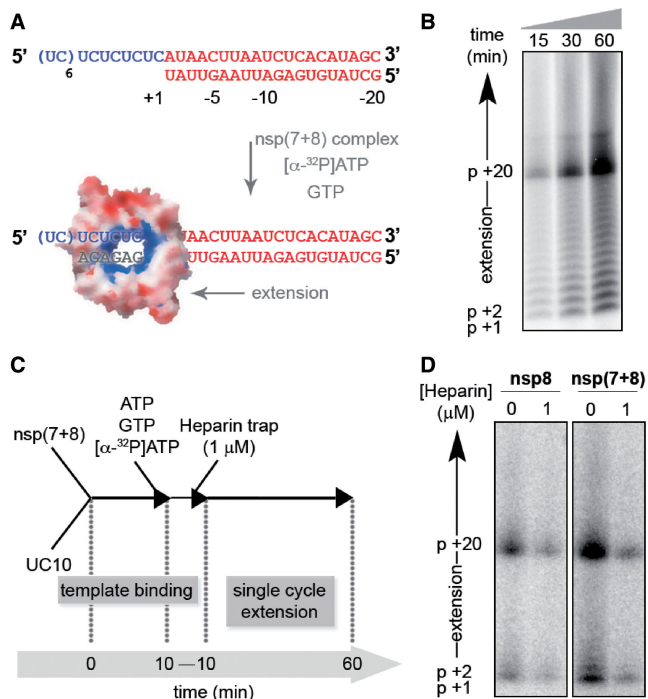 A
5' (UC) UCUCUCUCAUAACUUAAUCUCACAUAGC 3'
6
UAUUGAAUUAGAGUGUAUCG 5'
+1 -5 -10 -20
nsp(7+8) complex
[α-³²P]ATP
GTP
5' (UC) UCUCUC UAACUUAAUCUCACAUAGC 3'
AGAGAG UUGAAUUAGAGUGUAUCG 5'
extension
B
time (min) 15 30 60
p +20
extension
p +2
p +1
C
nsp(7+8)
UC10
ATP
GTP
[α-³²P]ATP
Heparin trap
(1 µM)
template binding
single cycle
extension
0 10 — 10 60
time (min)
D
nsp8 nsp(7+8)
[Heparin] (µM) 0 1 0 1
p +20
extension
p +2
p +1